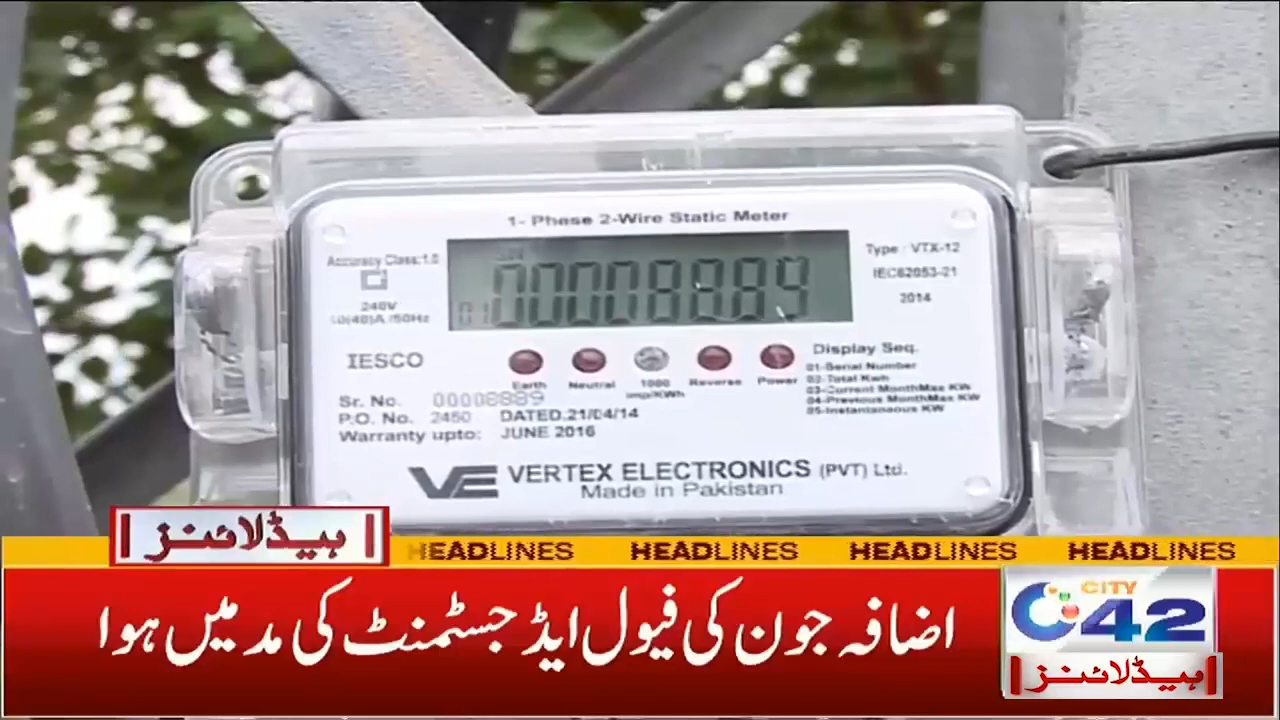 1- Phase 2-Wire Static Meter
Accuracy Class:1.0
240V
10(40)A /50Hz
01 00008889
Type : VTX-12
IEC62053-21
2014
IESCO
Earth Neutral 1000 imp/KWh Reverse Power
Display Seq.
01-Serial Number
02-Total Kwh
03-Current MonthMax KW
04-Previous MonthMax KW
05-Instantaneous KW
Sr. No. 00008889
P.O. No. 2450 DATED.21/04/14
Warranty upto: JUNE 2016
VE VERTEX ELECTRONICS (PVT) Ltd.
Made in Pakistan
ہیڈلائنز
HEADLINES HEADLINES HEADLINES HEADLINES
اضافہ جون کی فیول ایڈجسٹمنٹ کی مد میں ہوا
CITY
42
ہیڈلائنز